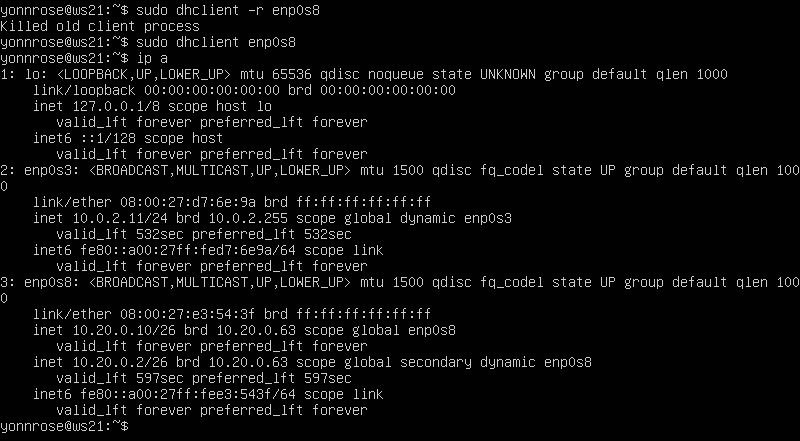 yonnrose@ws21:~$ sudo dhclient -r enp0s8
Killed old client process
yonnrose@ws21:~$ sudo dhclient enp0s8
yonnrose@ws21:~$ ip a
1: lo: <LOOPBACK,UP,LOWER_UP> mtu 65536 qdisc noqueue state UNKNOWN group default qlen 1000
    link/loopback 00:00:00:00:00:00 brd 00:00:00:00:00:00
    inet 127.0.0.1/8 scope host lo
       valid_lft forever preferred_lft forever
    inet6 ::1/128 scope host
       valid_lft forever preferred_lft forever
2: enp0s3: <BROADCAST,MULTICAST,UP,LOWER_UP> mtu 1500 qdisc fq_codel state UP group default qlen 100
0
    link/ether 08:00:27:d7:6e:9a brd ff:ff:ff:ff:ff:ff
    inet 10.0.2.11/24 brd 10.0.2.255 scope global dynamic enp0s3
       valid_lft 532sec preferred_lft 532sec
    inet6 fe80::a00:27ff:fed7:6e9a/64 scope link
       valid_lft forever preferred_lft forever
3: enp0s8: <BROADCAST,MULTICAST,UP,LOWER_UP> mtu 1500 qdisc fq_codel state UP group default qlen 100
0
    link/ether 08:00:27:e3:54:3f brd ff:ff:ff:ff:ff:ff
    inet 10.20.0.10/26 brd 10.20.0.63 scope global enp0s8
       valid_lft forever preferred_lft forever
    inet 10.20.0.2/26 brd 10.20.0.63 scope global secondary dynamic enp0s8
       valid_lft 597sec preferred_lft 597sec
    inet6 fe80::a00:27ff:fee3:543f/64 scope link
       valid_lft forever preferred_lft forever
yonnrose@ws21:~$